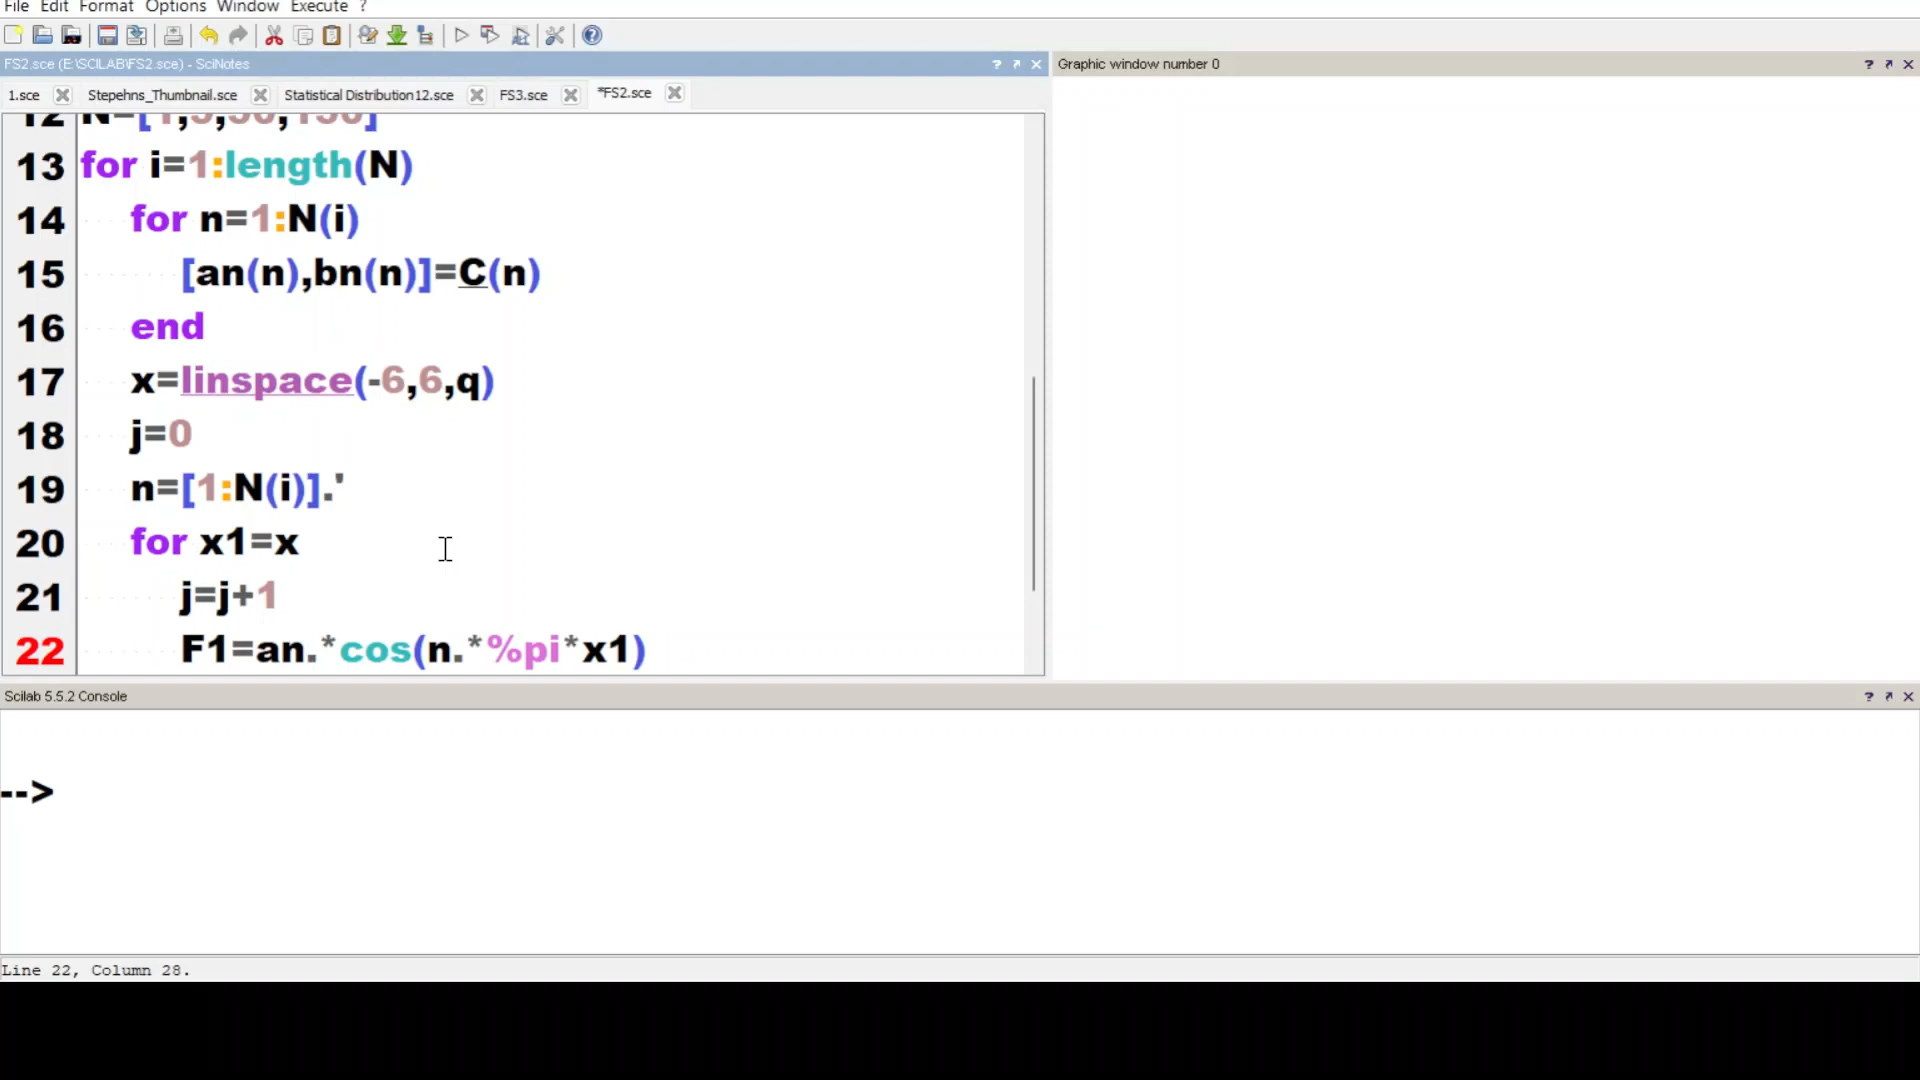 File Edit Format Options Window Execute ?
FS2.sce (E:\SCILAB\FS2.sce) - SciNotes ?
Graphic window number 0 ?
1.sce Stepehns_Thumbnail.sce Statistical Distribution12.sce FS3.sce *FS2.sce
13 for i=1:length(N)
14 for n=1:N(i)
15 [an(n),bn(n)]=C(n)
16 end
17 x=linspace(-6,6,q)
18 j=0
19 n=[1:N(i)].'
20 for x1=x
21 j=j+1
22 F1=an.*cos(n.*%pi*x1)
Scilab 5.5.2 Console ?
-->
Line 22, Column 28.